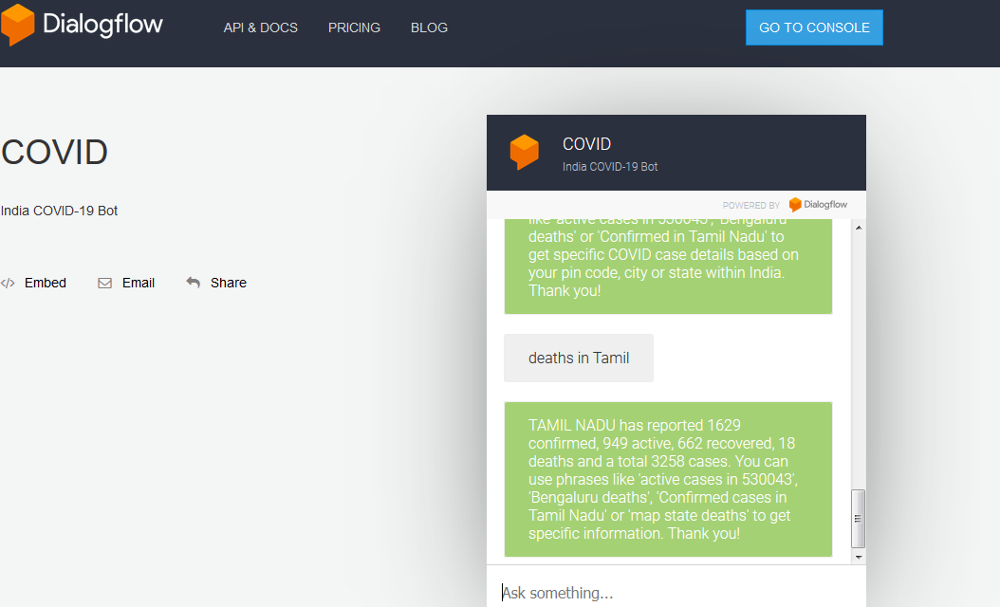 Dialogflow
API & DOCS
PRICING
BLOG
GO TO CONSOLE
COVID
India COVID-19 Bot
Embed
Email
Share
COVID
India COVID-19 Bot
POWERED BY Dialogflow
like 'active cases in 530043', 'Bengaluru
deaths' or 'Confirmed in Tamil Nadu' to
get specific COVID case details based on
your pin code, city or state within India.
Thank you!
deaths in Tamil
TAMIL NADU has reported 1629
confirmed, 949 active, 662 recovered, 18
deaths and a total 3258 cases. You can
use phrases like 'active cases in 530043',
'Bengaluru deaths', 'Confirmed cases in
Tamil Nadu' or 'map state deaths' to get
specific information. Thank you!
Ask something...